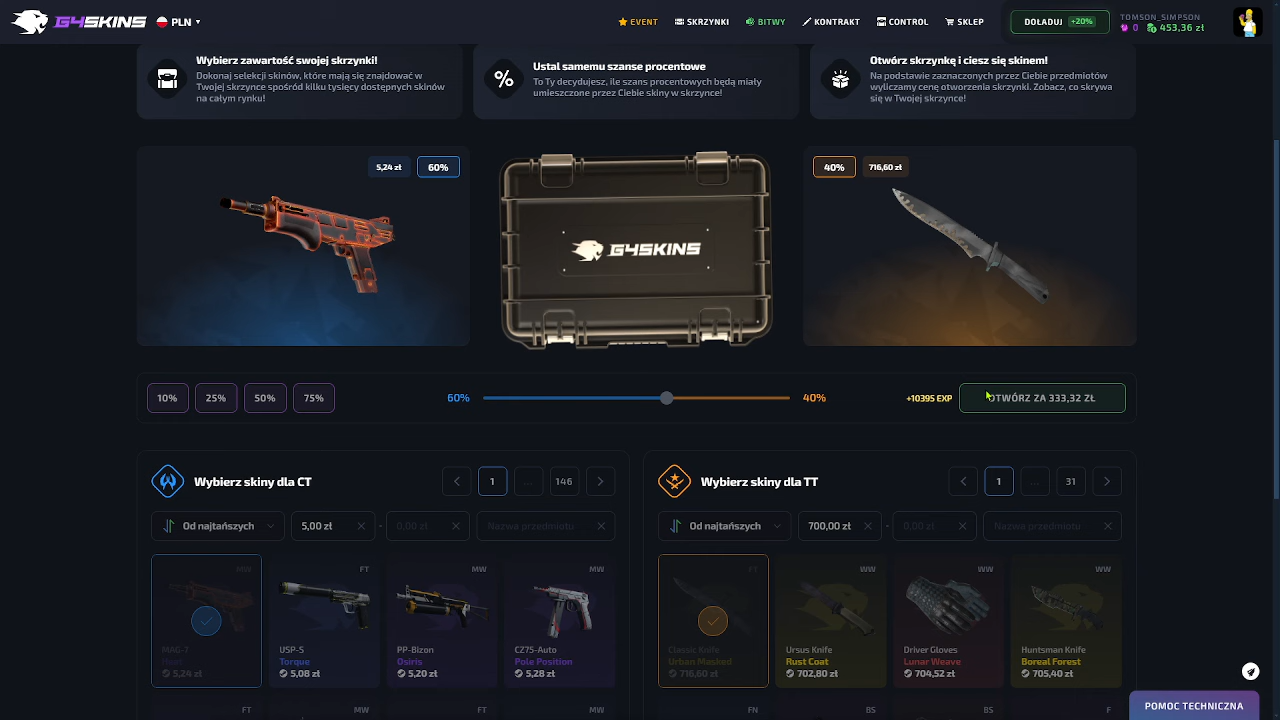 G4SKINS PLN EVENT SKRZYNKI BITWY KONTRAKT CONTROL SKLEP DOŁADUJ +20% TOMSON_SIMPSON
0 453,36 zł
Wybierz zawartość swojej skrzynki!
Dokonaj selekcji skinów, które mają się znajdować w
Twojej skrzynce spośród kilku tysięcy dostępnych skinów
na całym rynku!
Ustal samemu szanse procentowe
To Ty decydujesz, ile szans procentowych będą miały
umieszczone przez Ciebie skiny w skrzynce!
Otwórz skrzynkę i ciesz się skinem!
Na podstawie zaznaczonych przez Ciebie przedmiotów
wyliczamy cenę otworzenia skrzynki. Zobacz, co skrywa
się w Twojej skrzynce!
5,24 zł 60%
G4SKINS
40% 716,60 zł
10% 25% 50% 75% 60% 40% +10395 EXP OTWÓRZ ZA 333,32 ZŁ
Wybierz skiny dla CT 1 ... 146
Od najtańszych 5,00 zł - 0,00 zł Nazwa przedmiotu
MW FT MW MW
MAG-7 USP-S PP-Bizon CZ75-Auto
Heat Torque Osiris Pole Position
5,24 zł 5,08 zł 5,20 zł 5,28 zł
FT MW FT MW
Wybierz skiny dla TT 1 ... 31
Od najtańszych 700,00 zł - 0,00 zł Nazwa przedmiotu
FT WW WW WW
Classic Knife Ursus Knife Driver Gloves Huntsman Knife
Urban Masked Rust Coat Lunar Weave Boreal Forest
716,60 zł 702,80 zł 704,52 zł 705,40 zł
FN BS BS F
POMOC TECHNICZNA